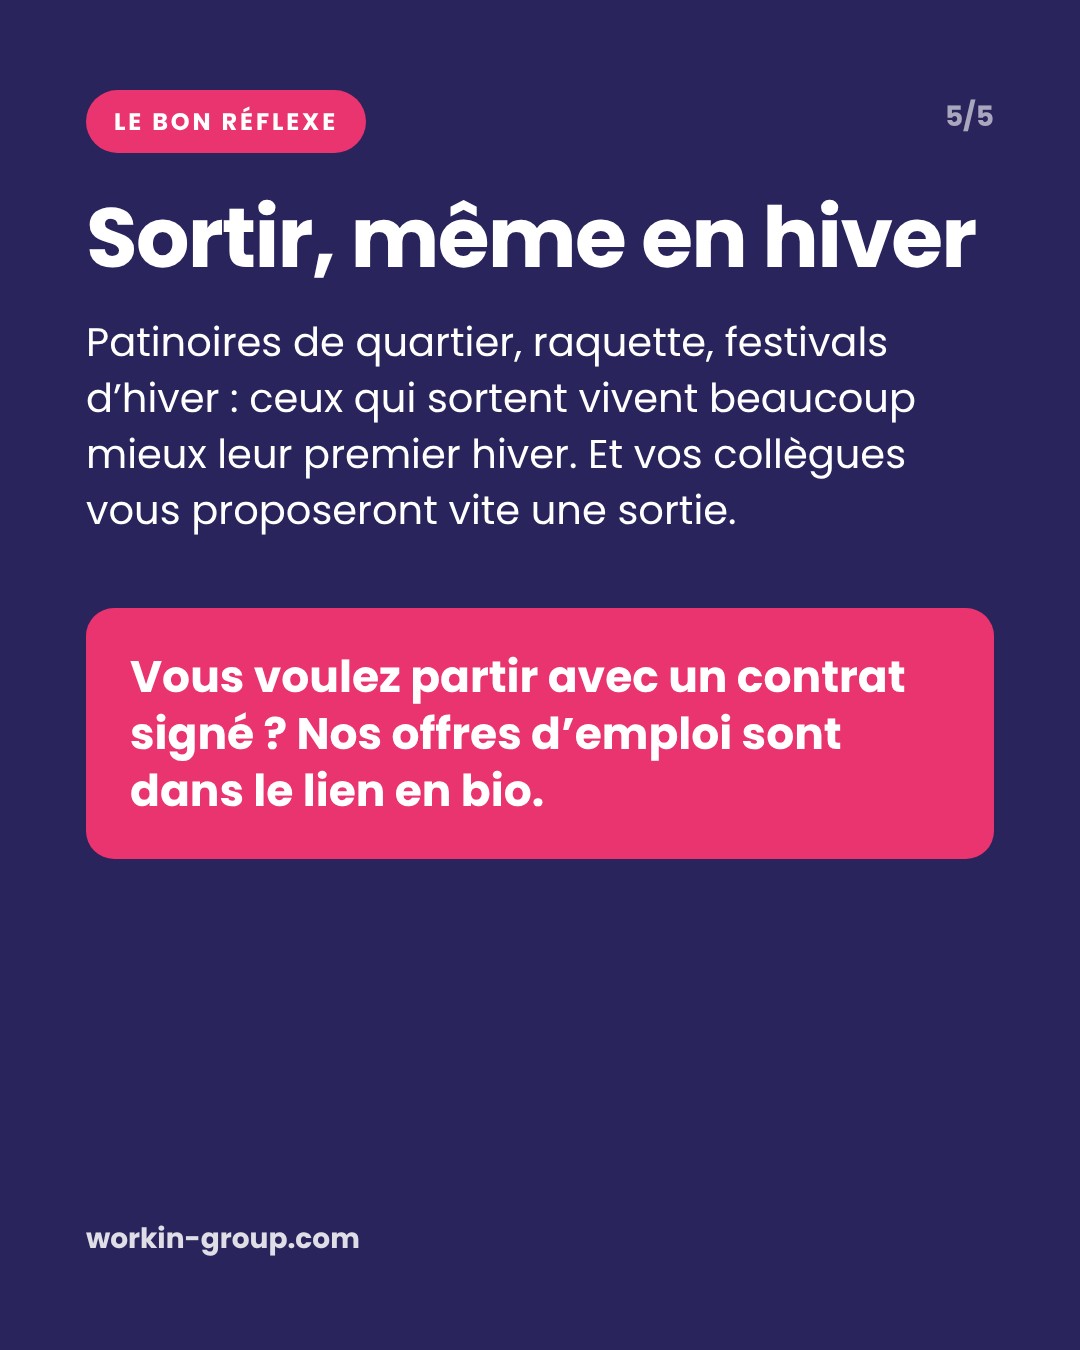 LE BON RÉFLEXE
5/5
Sortir, même en hiver
Patinoires de quartier, raquette, festivals
d’hiver : ceux qui sortent vivent beaucoup
mieux leur premier hiver. Et vos collègues
vous proposeront vite une sortie.
Vous voulez partir avec un contrat
signé ? Nos offres d’emploi sont
dans le lien en bio.
workin-group.com